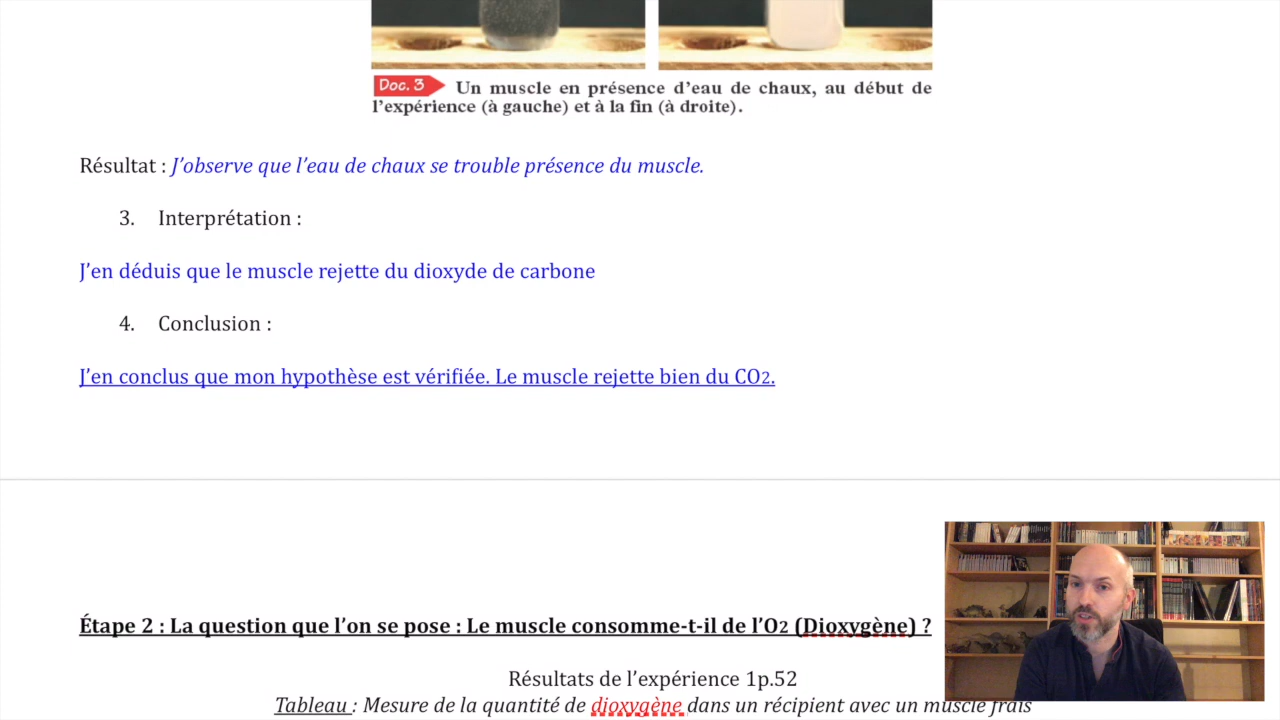 Doc. 3 Un muscle en présence d'eau de chaux, au début de
l'expérience (à gauche) et à la fin (à droite).
Résultat : J'observe que l'eau de chaux se trouble présence du muscle.
3. Interprétation :
J'en déduis que le muscle rejette du dioxyde de carbone
4. Conclusion :
J'en conclus que mon hypothèse est vérifiée. Le muscle rejette bien du CO2.
Étape 2 : La question que l'on se pose : Le muscle consomme-t-il de l'O2 (Dioxygène) ?
Résultats de l'expérience 1p.52
Tableau : Mesure de la quantité de dioxygène dans un récipient avec un muscle frais